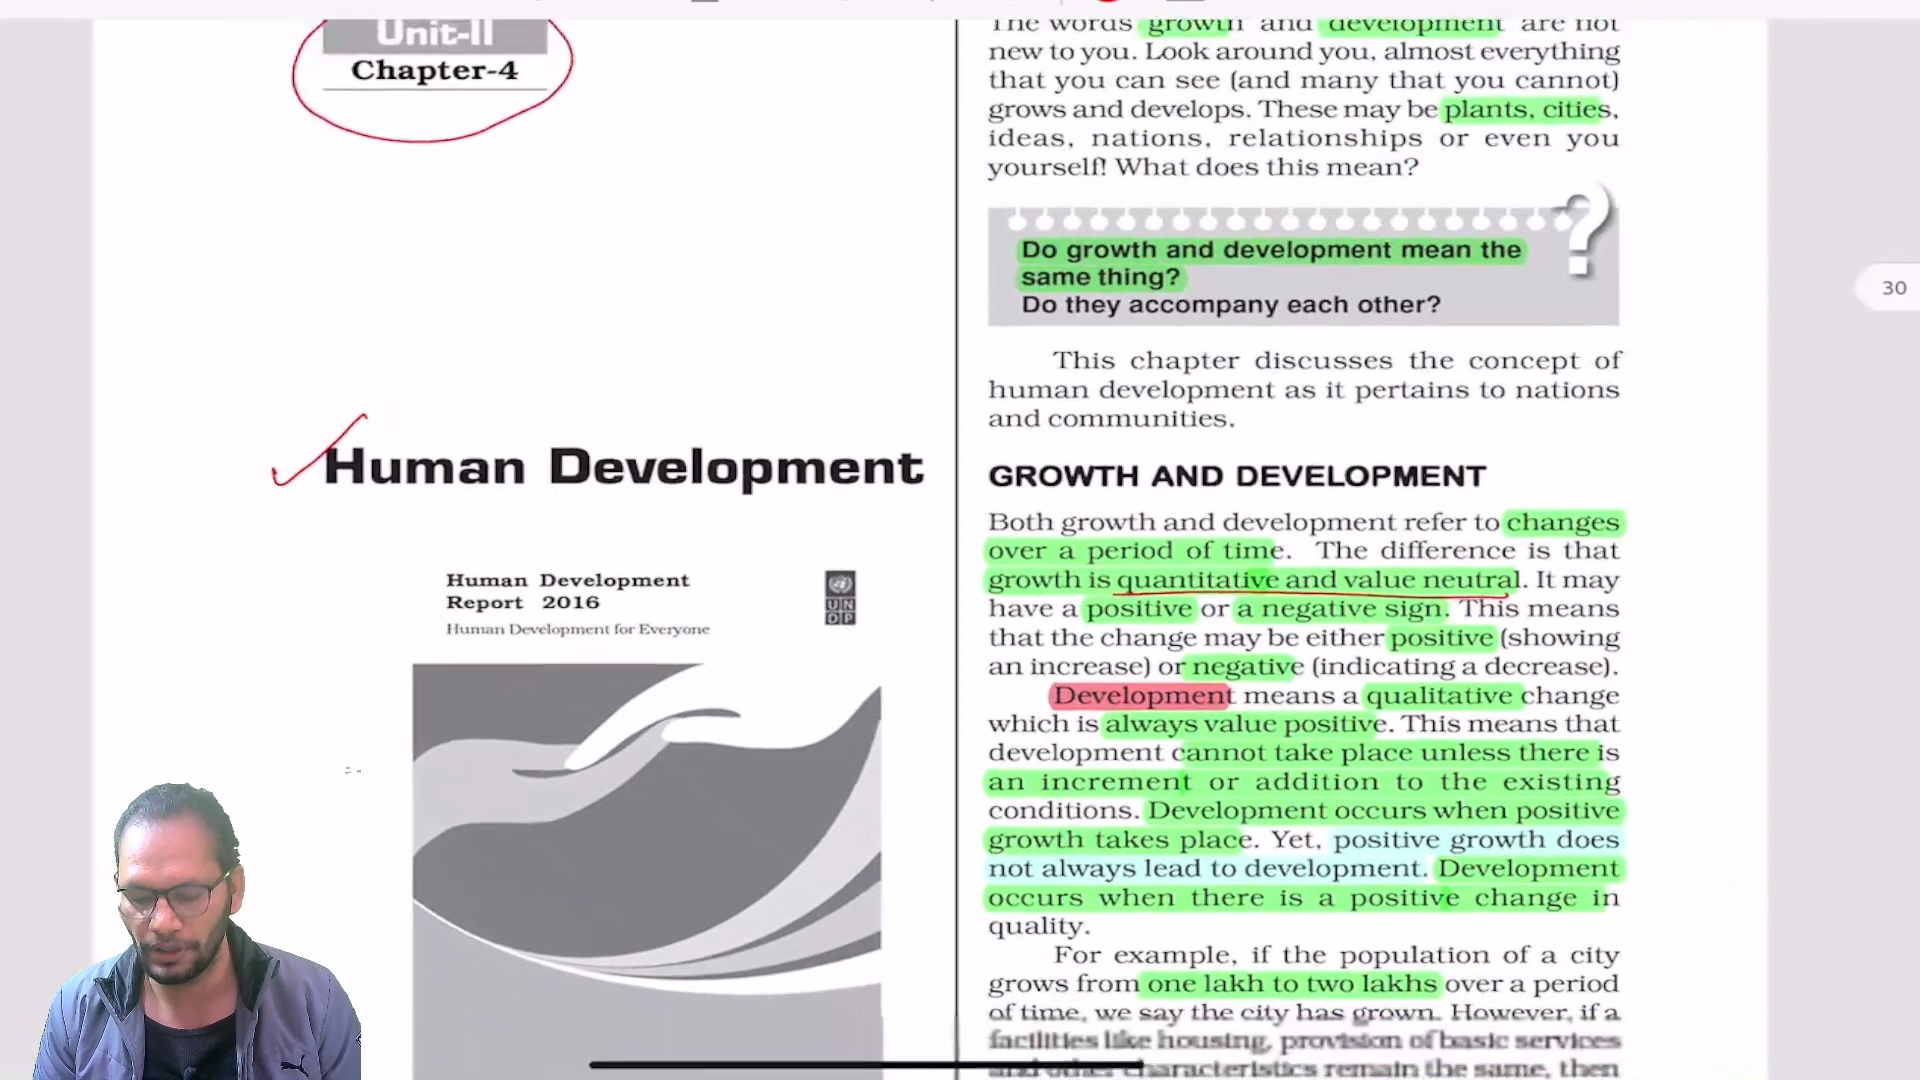 Unit-II
Chapter-4
Human Development
Human Development
Report 2016
Human Development for Everyone
UN
DP
The words growth and development are not
new to you. Look around you, almost everything
that you can see (and many that you cannot)
grows and develops. These may be plants, cities,
ideas, nations, relationships or even you
yourself! What does this mean?
?
Do growth and development mean the
same thing?
Do they accompany each other?
This chapter discusses the concept of
human development as it pertains to nations
and communities.
GROWTH AND DEVELOPMENT
Both growth and development refer to changes
over a period of time. The difference is that
growth is quantitative and value neutral. It may
have a positive or a negative sign. This means
that the change may be either positive (showing
an increase) or negative (indicating a decrease).
Development means a qualitative change
which is always value positive. This means that
development cannot take place unless there is
an increment or addition to the existing
conditions. Development occurs when positive
growth takes place. Yet, positive growth does
not always lead to development. Development
occurs when there is a positive change in
quality.
For example, if the population of a city
grows from one lakh to two lakhs over a period
of time, we say the city has grown. However, if a
facilities like housing, provision of basic services
and other characteristics remain the same, then
30